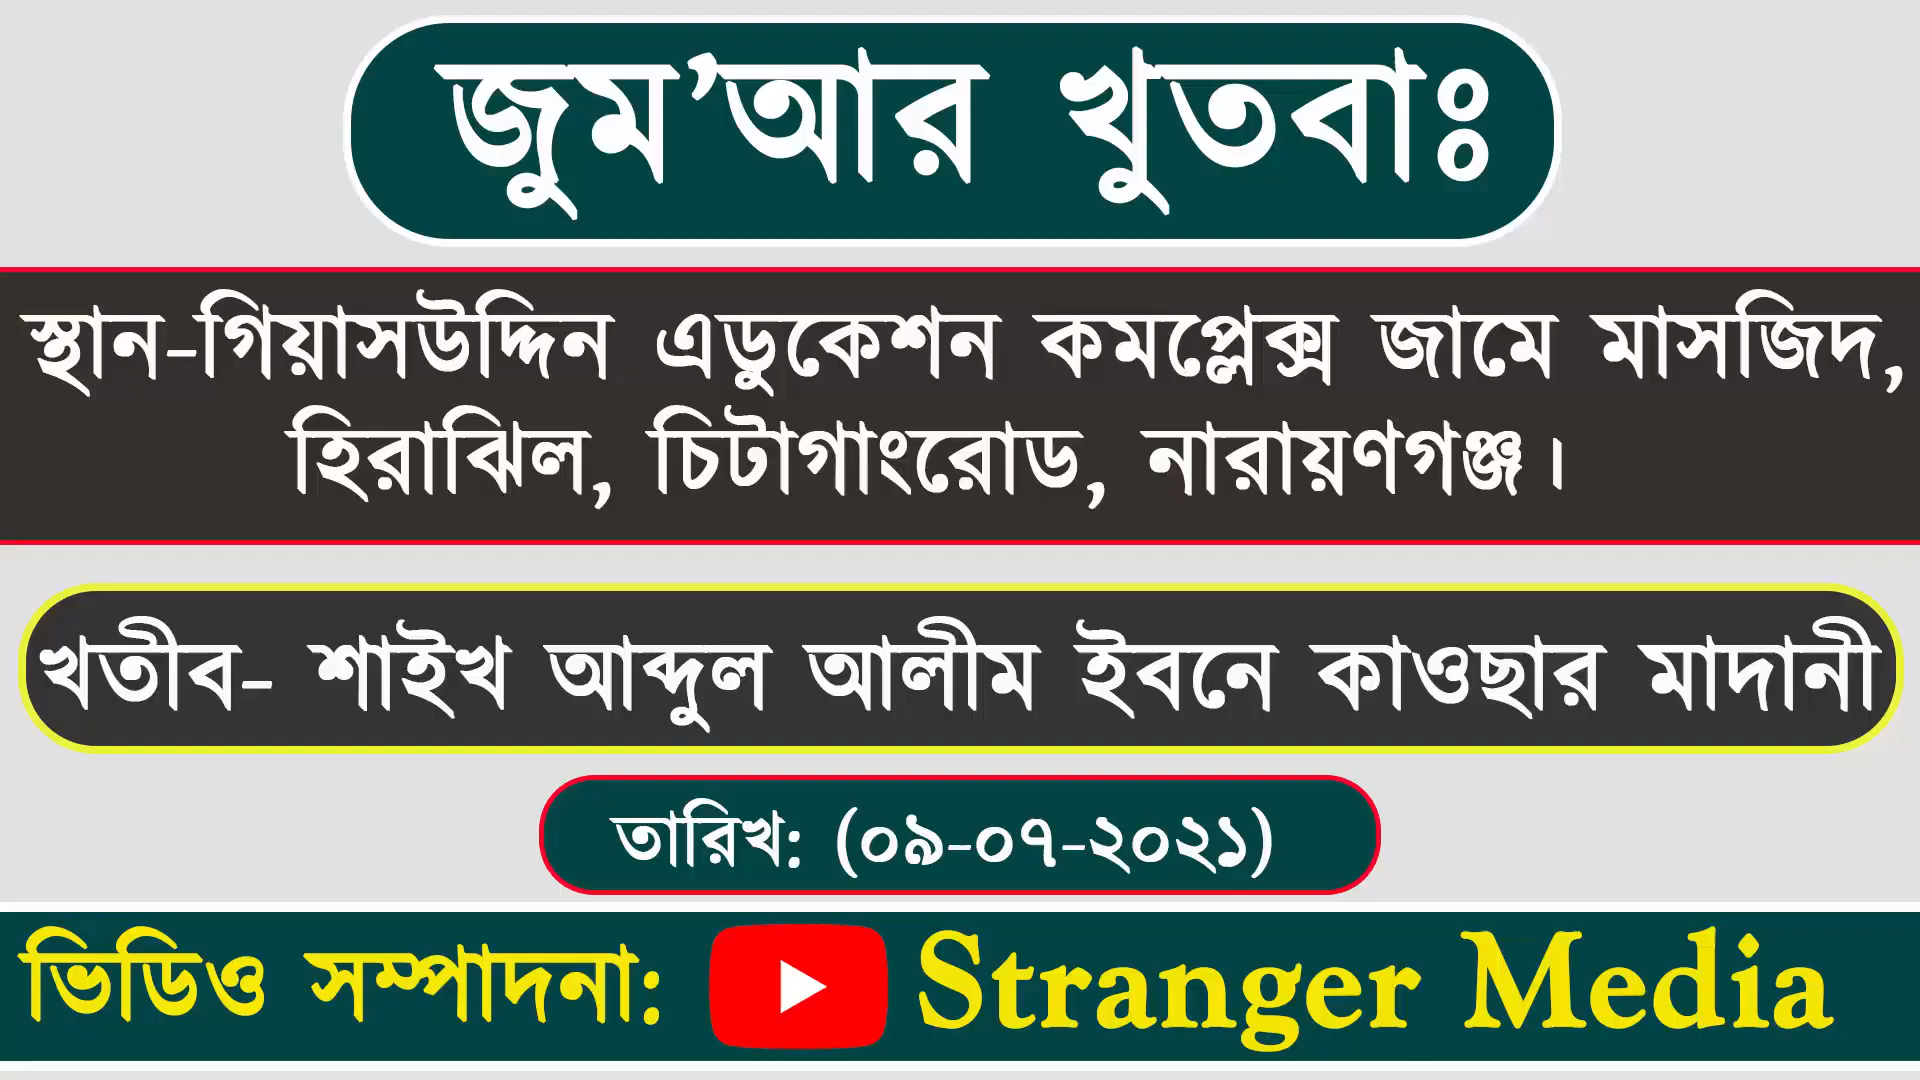 জুম’আর খুতবাঃ
স্থান-গিয়াসউদ্দিন এডুকেশন কমপ্লেক্স জামে মাসজিদ,
হিরাঝিল, চিটাগাংরোড, নারায়ণগঞ্জ।
খতীব- শাইখ আব্দুল আলীম ইবনে কাওছার মাদানী
তারিখ: (০৯-০৭-২০২১)
ভিডিও সম্পাদনা: Stranger Media